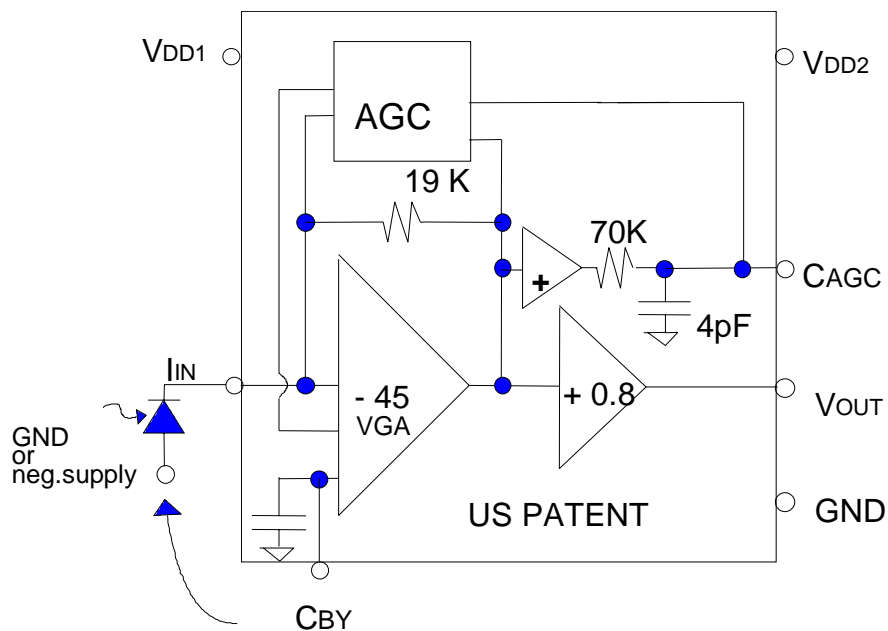 VDD1
VDD2
AGC
19 K
70K
+
CAGC
4pF
IIN
- 45
VGA
+ 0.8
VOUT
GND
or
neg.supply
US PATENT
GND
CBY